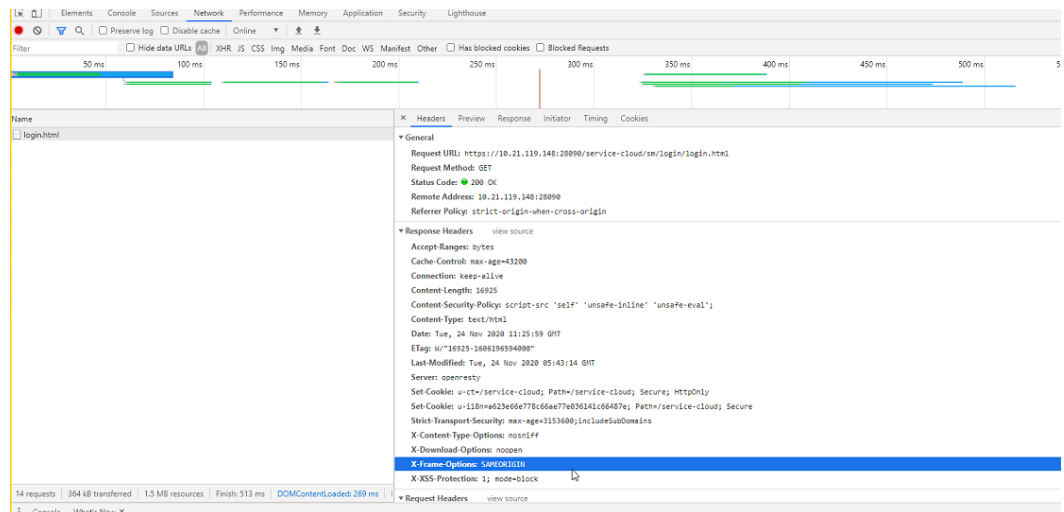 Elements Console Sources Network Performance Memory Application Security Lighthouse
Preserve log Disable cache Online
Filter Hide data URLs All XHR JS CSS Img Media Font Doc WS Manifest Other Has blocked cookies Blocked Requests
50 ms 100 ms 150 ms 200 ms 250 ms 300 ms 350 ms 400 ms 450 ms 500 ms 5
Name
login.html
× Headers Preview Response Initiator Timing Cookies
General
Request URL: https://10.21.119.148:28090/service-cloud/sm/login/login.html
Request Method: GET
Status Code: 200 OK
Remote Address: 10.21.119.148:28090
Referrer Policy: strict-origin-when-cross-origin
Response Headers view source
Accept-Ranges: bytes
Cache-Control: max-age=43200
Connection: keep-alive
Content-Length: 16925
Content-Security-Policy: script-src 'self' 'unsafe-inline' 'unsafe-eval';
Content-Type: text/html
Date: Tue, 24 Nov 2020 11:25:59 GMT
ETag: W/"16925-1606196594000"
Last-Modified: Tue, 24 Nov 2020 05:43:14 GMT
Server: openresty
Set-Cookie: u-ct=/service-cloud; Path=/service-cloud; Secure; HttpOnly
Set-Cookie: u-i18n=a623e66e778c66ae77e036141c66487e; Path=/service-cloud; Secure
Strict-Transport-Security: max-age=3153600;includeSubDomains
X-Content-Type-Options: nosniff
X-Download-Options: noopen
X-Frame-Options: SAMEORIGIN
X-XSS-Protection: 1; mode=block
Request Headers view source
14 requests 364 kB transferred 1.5 MB resources Finish: 513 ms DOMContentLoaded: 269 ms
Console What's New ×